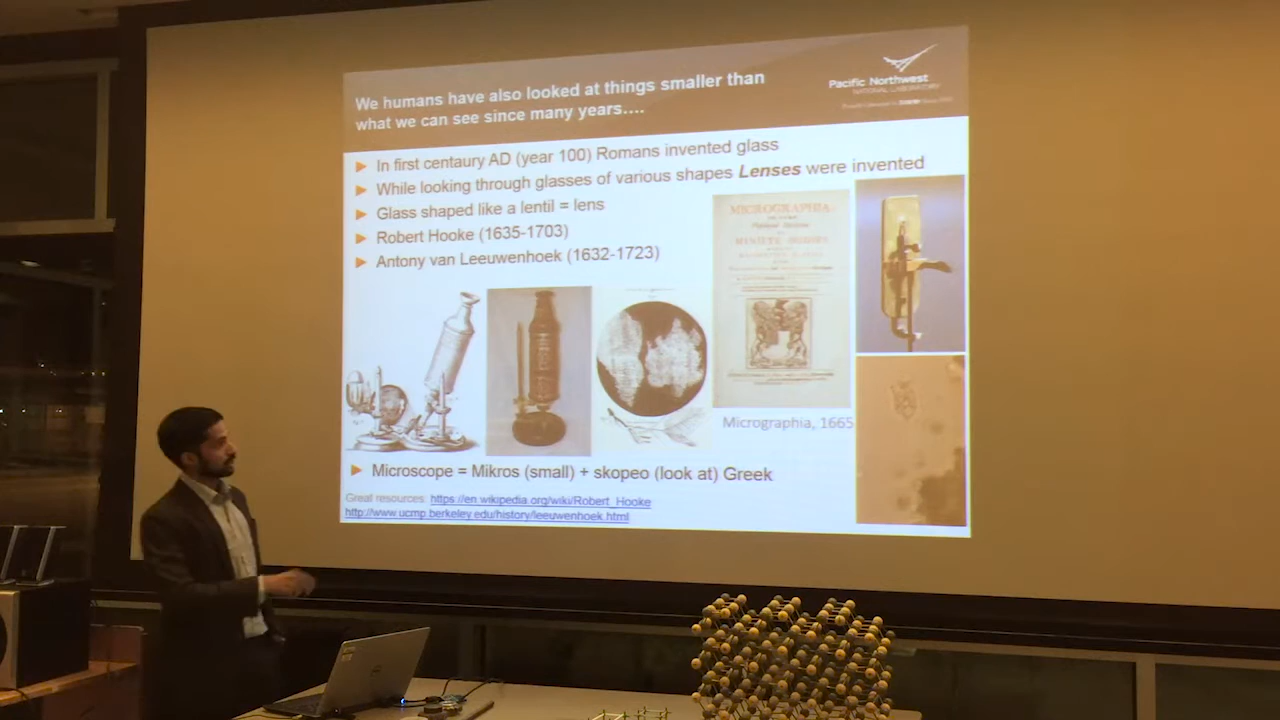 We humans have also looked at things smaller than
what we can see since many years....
Pacific Northwest
NATIONAL LABORATORY
In first centaury AD (year 100) Romans invented glass
While looking through glasses of various shapes Lenses were invented
Glass shaped like a lentil = lens
Robert Hooke (1635-1703)
Antony van Leeuwenhoek (1632-1723)
MICROGRAPHIA
MINUTE BODIES
Micrographia, 1665
Microscope = Mikros (small) + skopeo (look at) Greek
Great resources: https://en.wikipedia.org/wiki/Robert_Hooke
http://www.ucmp.berkeley.edu/history/leeuwenhoek.html